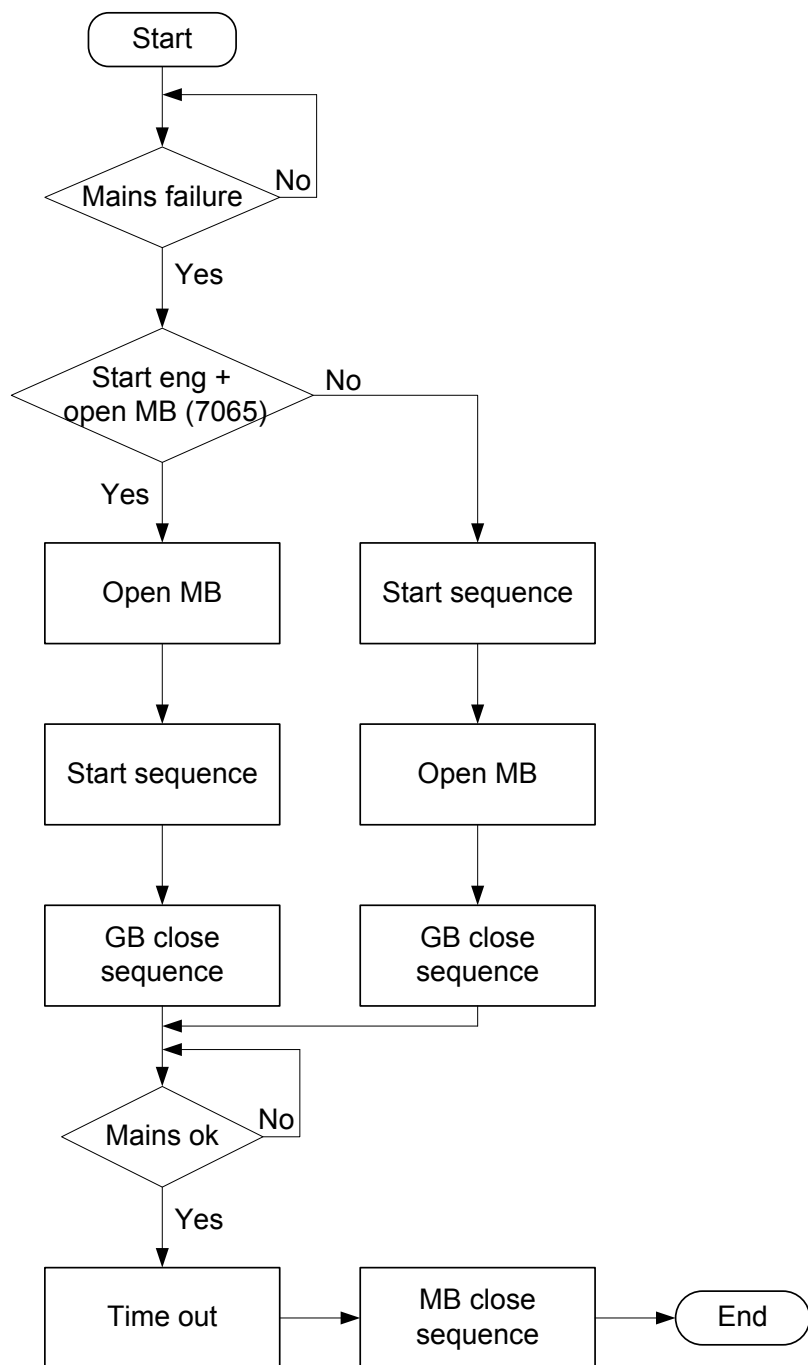 Start
Mains failure
No
Yes
Start eng +
open MB (7065)
No
Yes
Open MB
Start sequence
Start sequence
Open MB
GB close
sequence
GB close
sequence
Mains ok
No
Yes
Time out
MB close
sequence
End